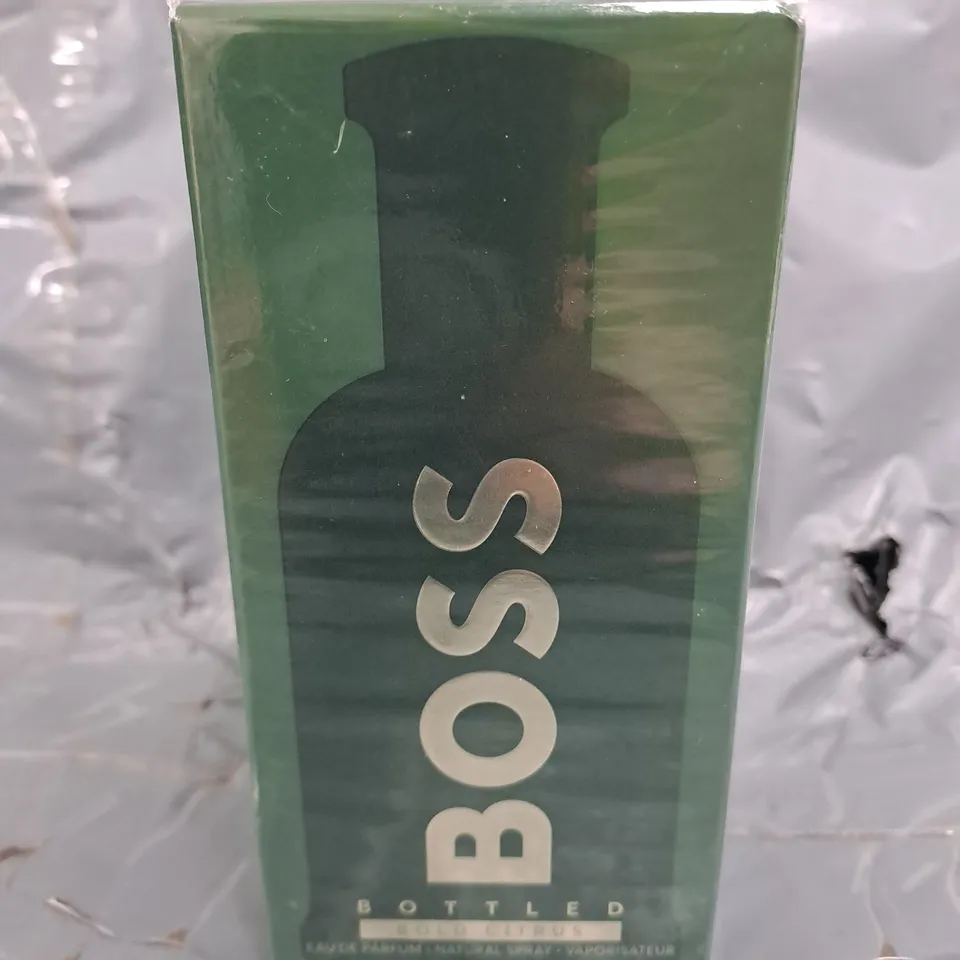 BOSS
BOTTLED
BOLD CITRUS
EAU DE PARFUM · NATURAL SPRAY · VAPORISATEUR